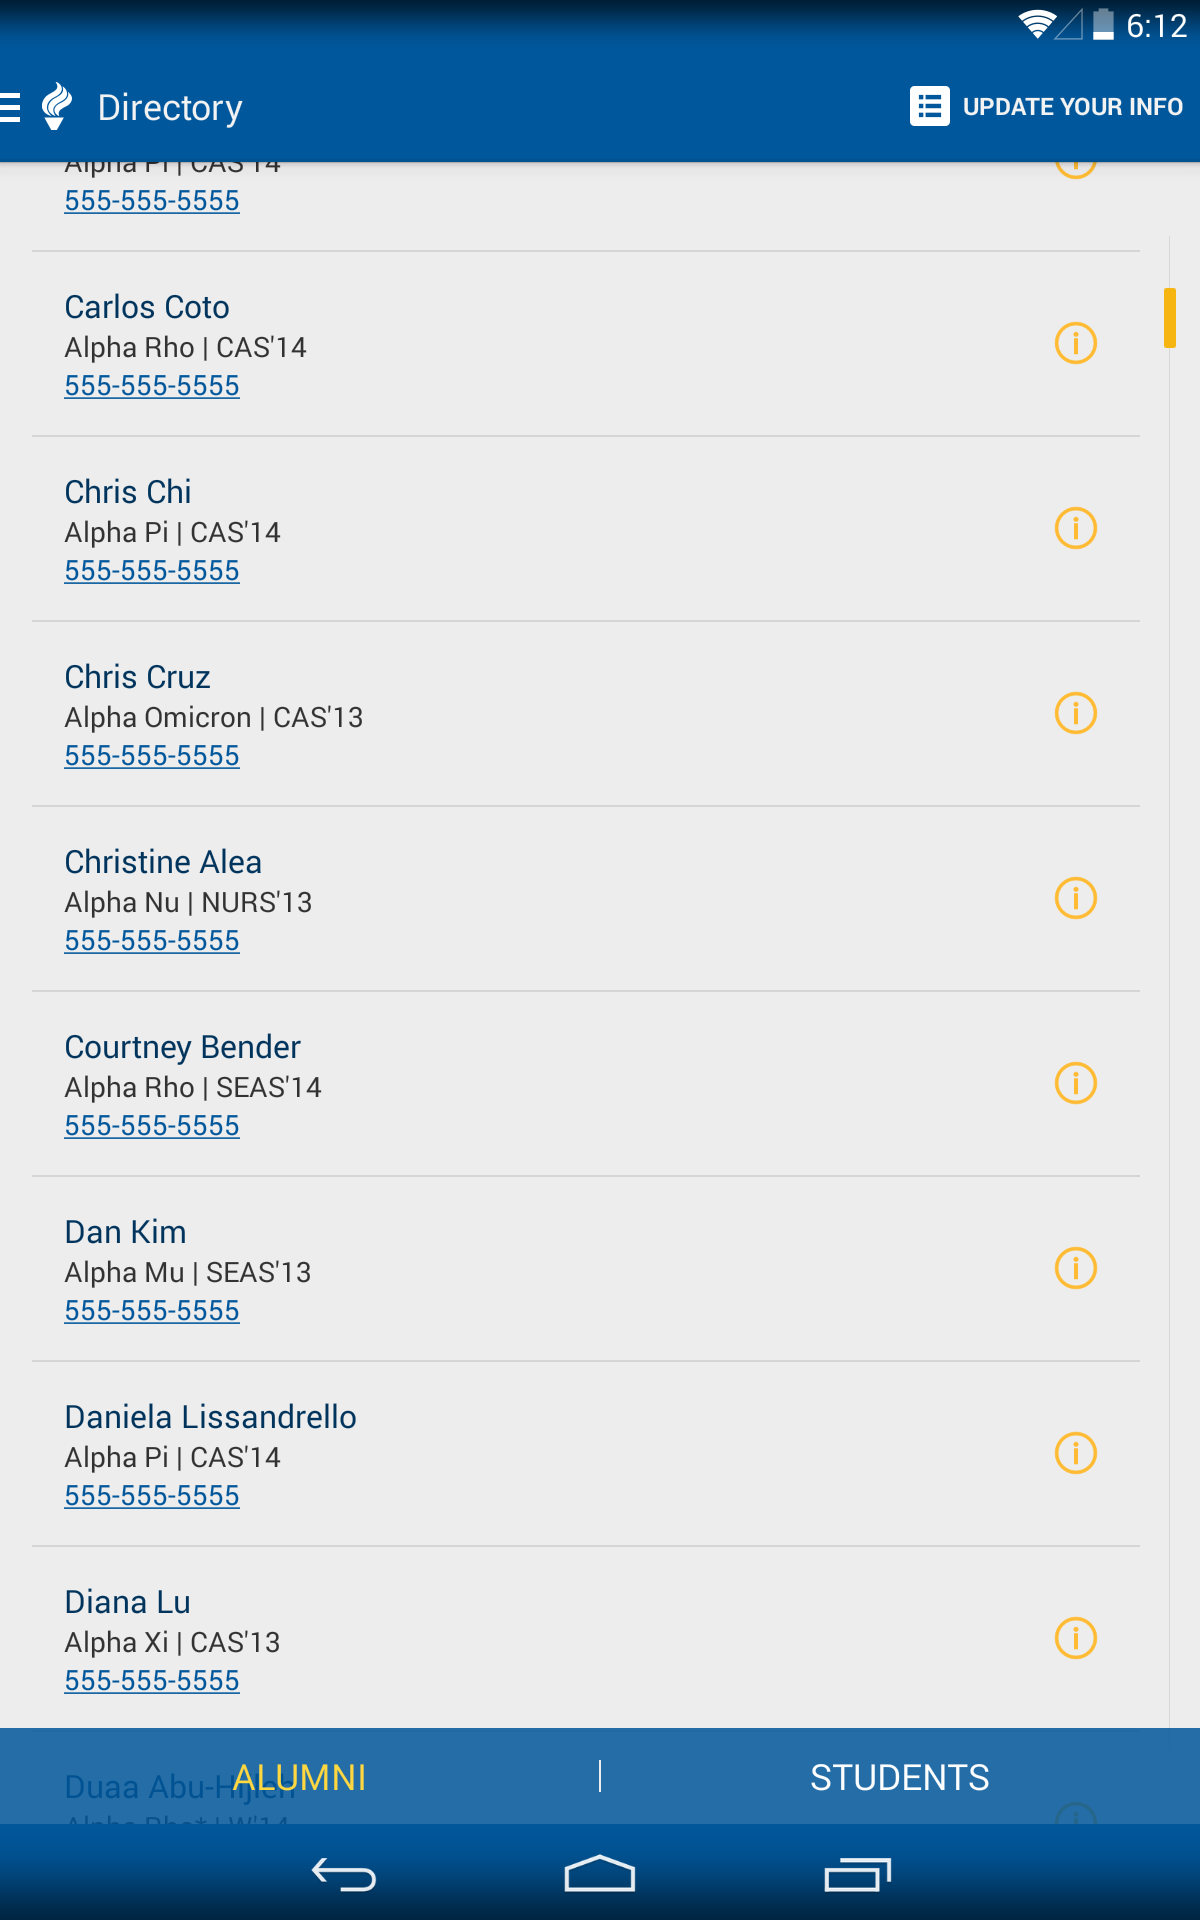 6:12
Directory
UPDATE YOUR INFO
Alpha Pi | CAS'14
555-555-5555
Carlos Coto
Alpha Rho | CAS'14
555-555-5555
Chris Chi
Alpha Pi | CAS'14
555-555-5555
Chris Cruz
Alpha Omicron | CAS'13
555-555-5555
Christine Alea
Alpha Nu | NURS'13
555-555-5555
Courtney Bender
Alpha Rho | SEAS'14
555-555-5555
Dan Kim
Alpha Mu | SEAS'13
555-555-5555
Daniela Lissandrello
Alpha Pi | CAS'14
555-555-5555
Diana Lu
Alpha Xi | CAS'13
555-555-5555
Duaa Abu-Hijleh
Alpha Rho* | W'14
ALUMNI | STUDENTS